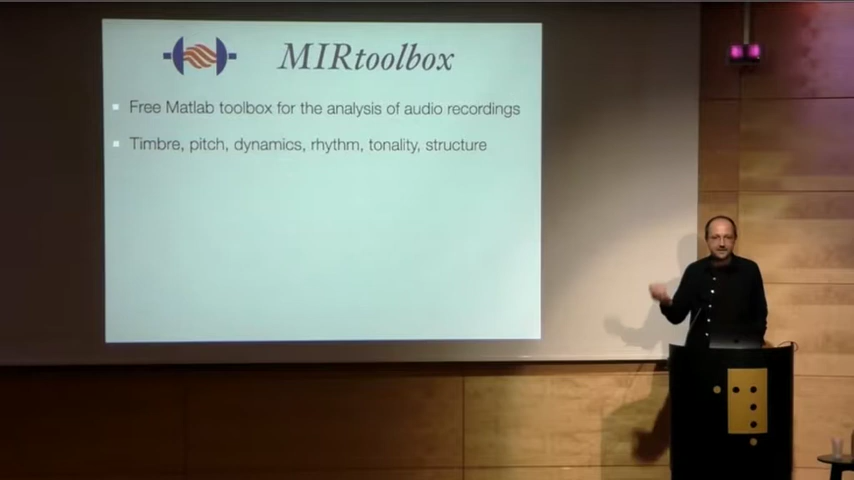 MIRtoolbox
Free Matlab toolbox for the analysis of audio recordings
Timbre, pitch, dynamics, rhythm, tonality, structure